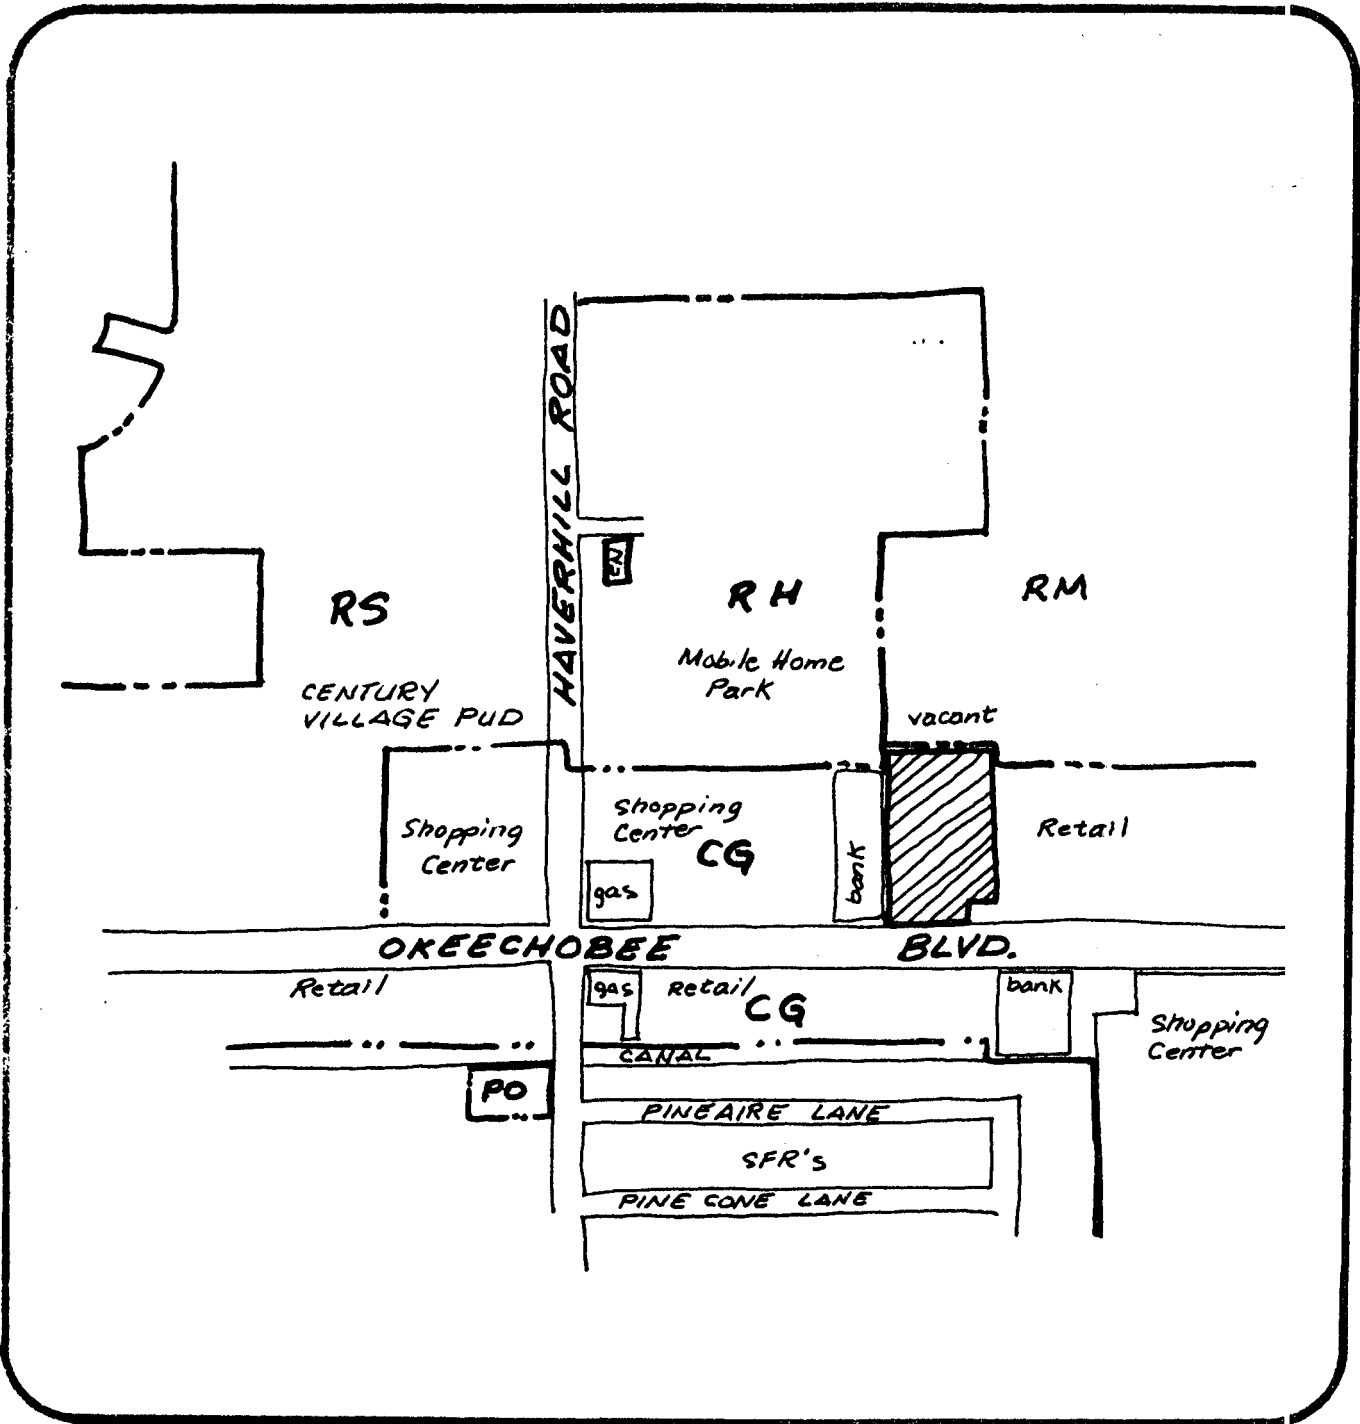 HAVERHILL ROAD
CN
RS
RH
RM
Mobile Home
Park
CENTURY
VILLAGE PUD
vacant
Shopping
Center
Shopping
Center
CG
gas
bank
Retail
OKEECHOBEE BLVD.
Retail
gas
Retail
CG
bank
Shopping
Center
CANAL
PO
PINEAIRE LANE
SFR's
PINE CONE LANE